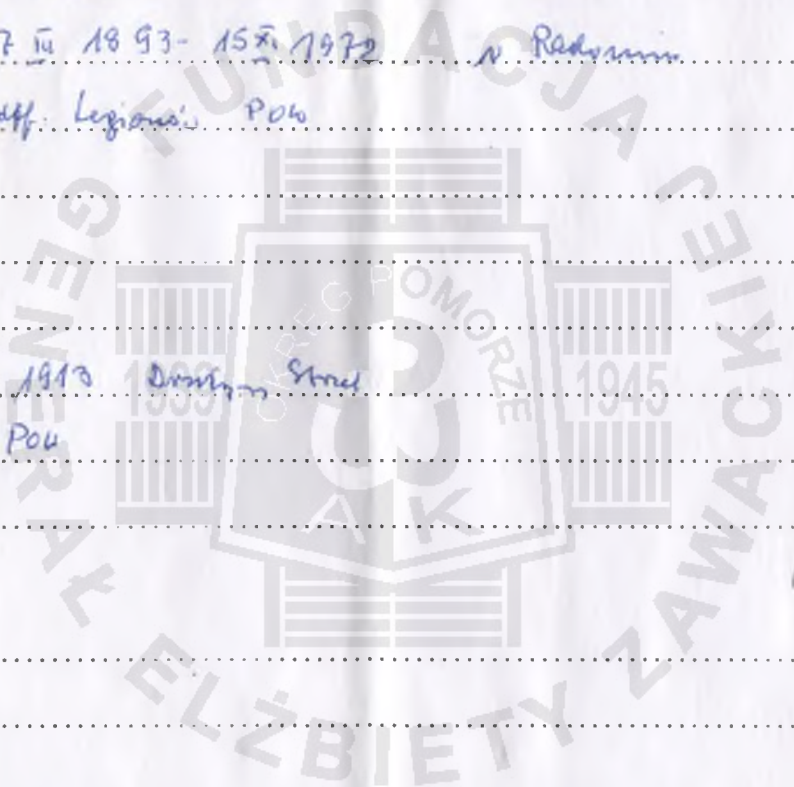 7 III 1893 - 15 XI 1972 w Radomiu
Legionów POW
1913 Drużyn Strzel
POW
FUNDACJA GENERAŁ ELŻBIETY ZAWACKIEJ
OKRĘG POMORZE
1939 1945
AK